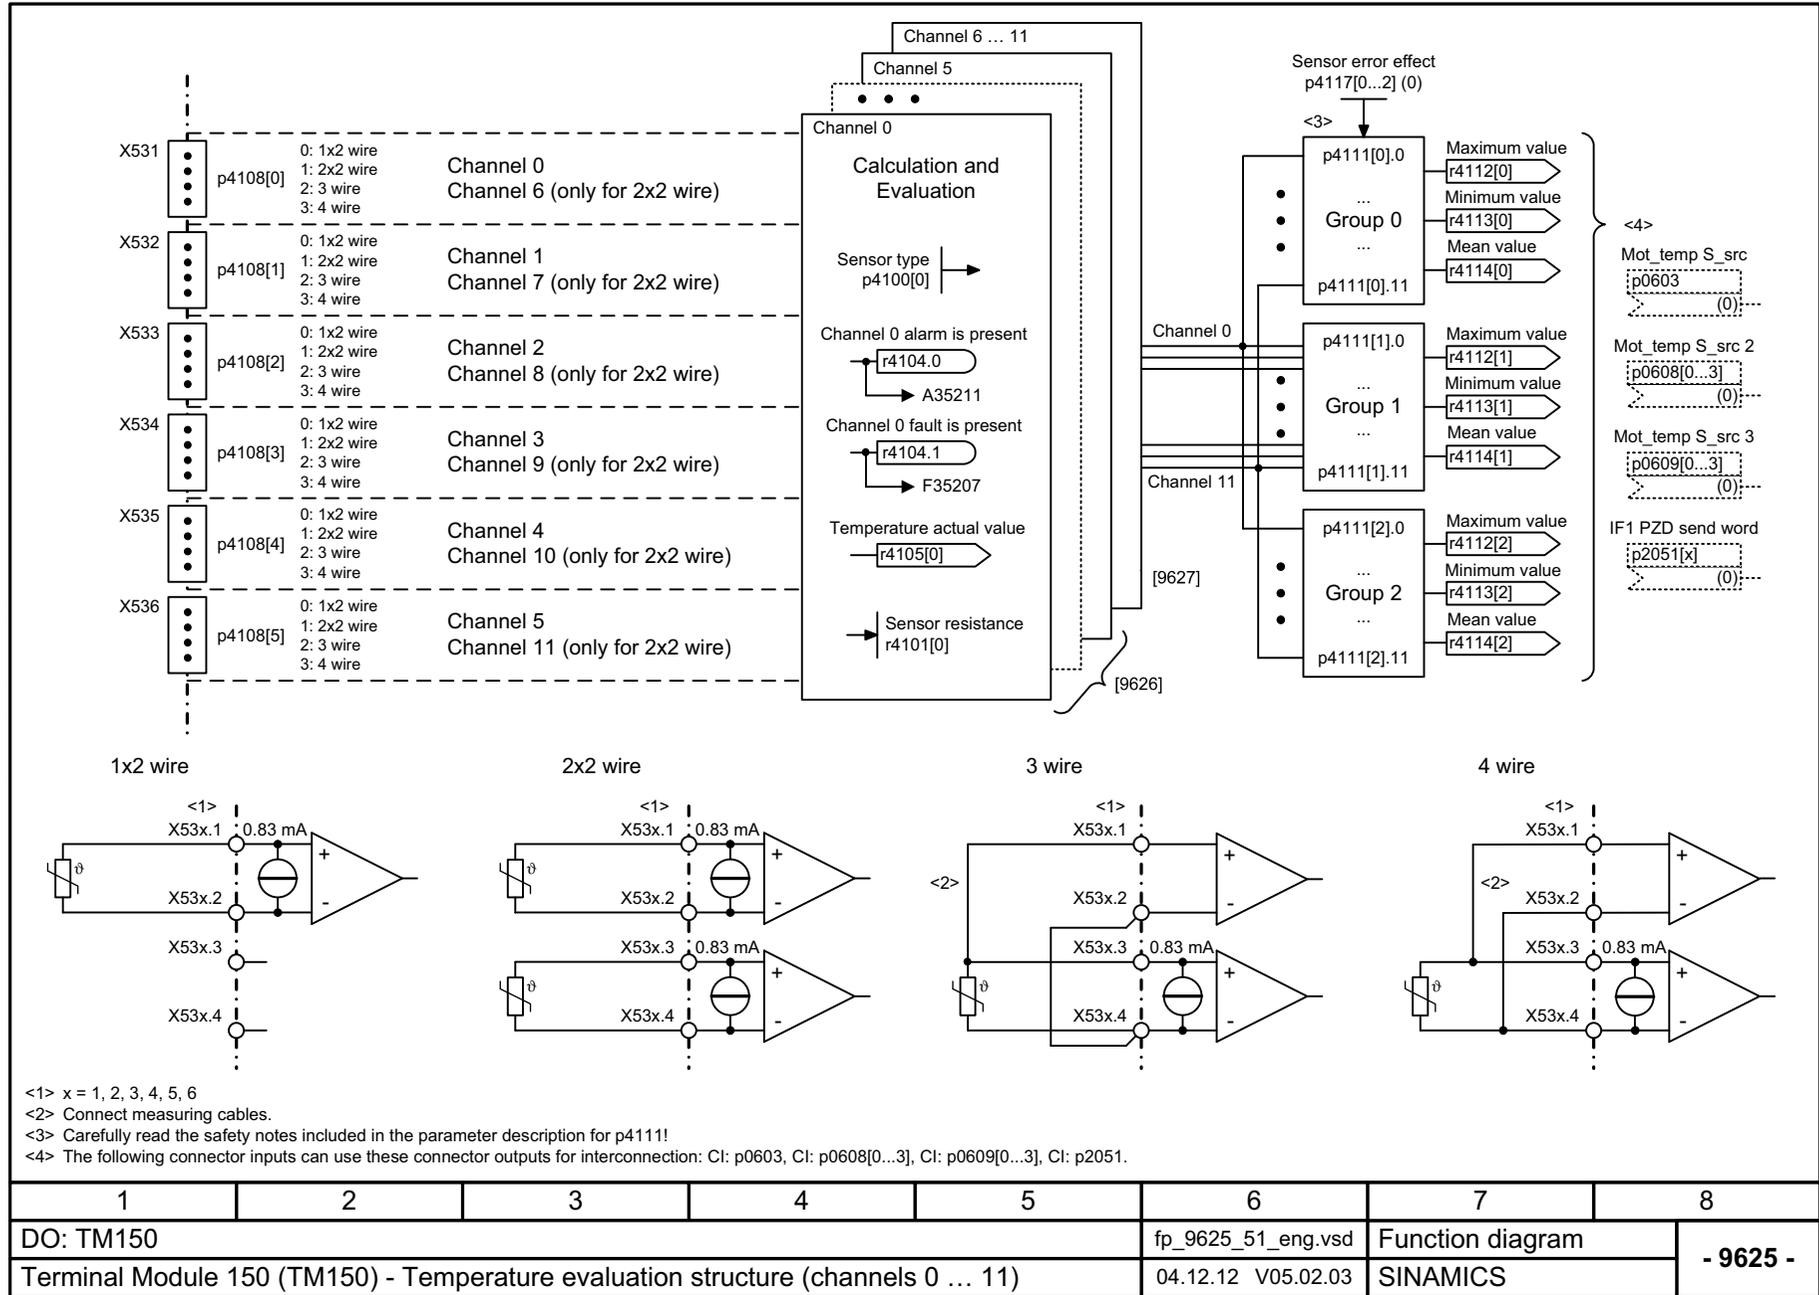 Channel 6 … 11
Channel 5
Channel 0
Calculation and
Evaluation
Sensor type
p4100[0]
Channel 0 alarm is present
r4104.0
A35211
Channel 0 fault is present
r4104.1
F35207
Temperature actual value
r4105[0]
Sensor resistance
r4101[0]
[9627]
[9626]
X531
p4108[0]
0: 1x2 wire
1: 2x2 wire
2: 3 wire
3: 4 wire
Channel 0
Channel 6 (only for 2x2 wire)
X532
p4108[1]
0: 1x2 wire
1: 2x2 wire
2: 3 wire
3: 4 wire
Channel 1
Channel 7 (only for 2x2 wire)
X533
p4108[2]
0: 1x2 wire
1: 2x2 wire
2: 3 wire
3: 4 wire
Channel 2
Channel 8 (only for 2x2 wire)
X534
p4108[3]
0: 1x2 wire
1: 2x2 wire
2: 3 wire
3: 4 wire
Channel 3
Channel 9 (only for 2x2 wire)
X535
p4108[4]
0: 1x2 wire
1: 2x2 wire
2: 3 wire
3: 4 wire
Channel 4
Channel 10 (only for 2x2 wire)
X536
p4108[5]
0: 1x2 wire
1: 2x2 wire
2: 3 wire
3: 4 wire
Channel 5
Channel 11 (only for 2x2 wire)
Channel 0
Channel 11
Sensor error effect
p4117[0...2] (0)
<3>
p4111[0].0
...
Group 0
...
p4111[0].11
Maximum value
r4112[0]
Minimum value
r4113[0]
Mean value
r4114[0]
p4111[1].0
...
Group 1
...
p4111[1].11
Maximum value
r4112[1]
Minimum value
r4113[1]
Mean value
r4114[1]
p4111[2].0
...
Group 2
...
p4111[2].11
Maximum value
r4112[2]
Minimum value
r4113[2]
Mean value
r4114[2]
<4>
Mot_temp S_src
p0603
(0)
Mot_temp S_src 2
p0608[0...3]
(0)
Mot_temp S_src 3
p0609[0...3]
(0)
IF1 PZD send word
p2051[x]
(0)
1x2 wire
<1>
X53x.1
0.83 mA
+
ϑ
X53x.2
-
X53x.3
X53x.4
2x2 wire
<1>
X53x.1
0.83 mA
+
ϑ
X53x.2
-
X53x.3
0.83 mA
+
ϑ
X53x.4
-
3 wire
<1>
X53x.1
+
<2>
X53x.2
-
X53x.3
0.83 mA
+
ϑ
X53x.4
-
4 wire
<1>
X53x.1
+
<2>
X53x.2
-
X53x.3
0.83 mA
+
ϑ
X53x.4
-
<1> x = 1, 2, 3, 4, 5, 6
<2> Connect measuring cables.
<3> Carefully read the safety notes included in the parameter description for p4111!
<4> The following connector inputs can use these connector outputs for interconnection: CI: p0603, CI: p0608[0...3], CI: p0609[0...3], CI: p2051.
1 2 3 4 5 6 7 8
DO: TM150
fp_9625_51_eng.vsd
Function diagram
- 9625 -
Terminal Module 150 (TM150) - Temperature evaluation structure (channels 0 … 11)
04.12.12 V05.02.03
SINAMICS